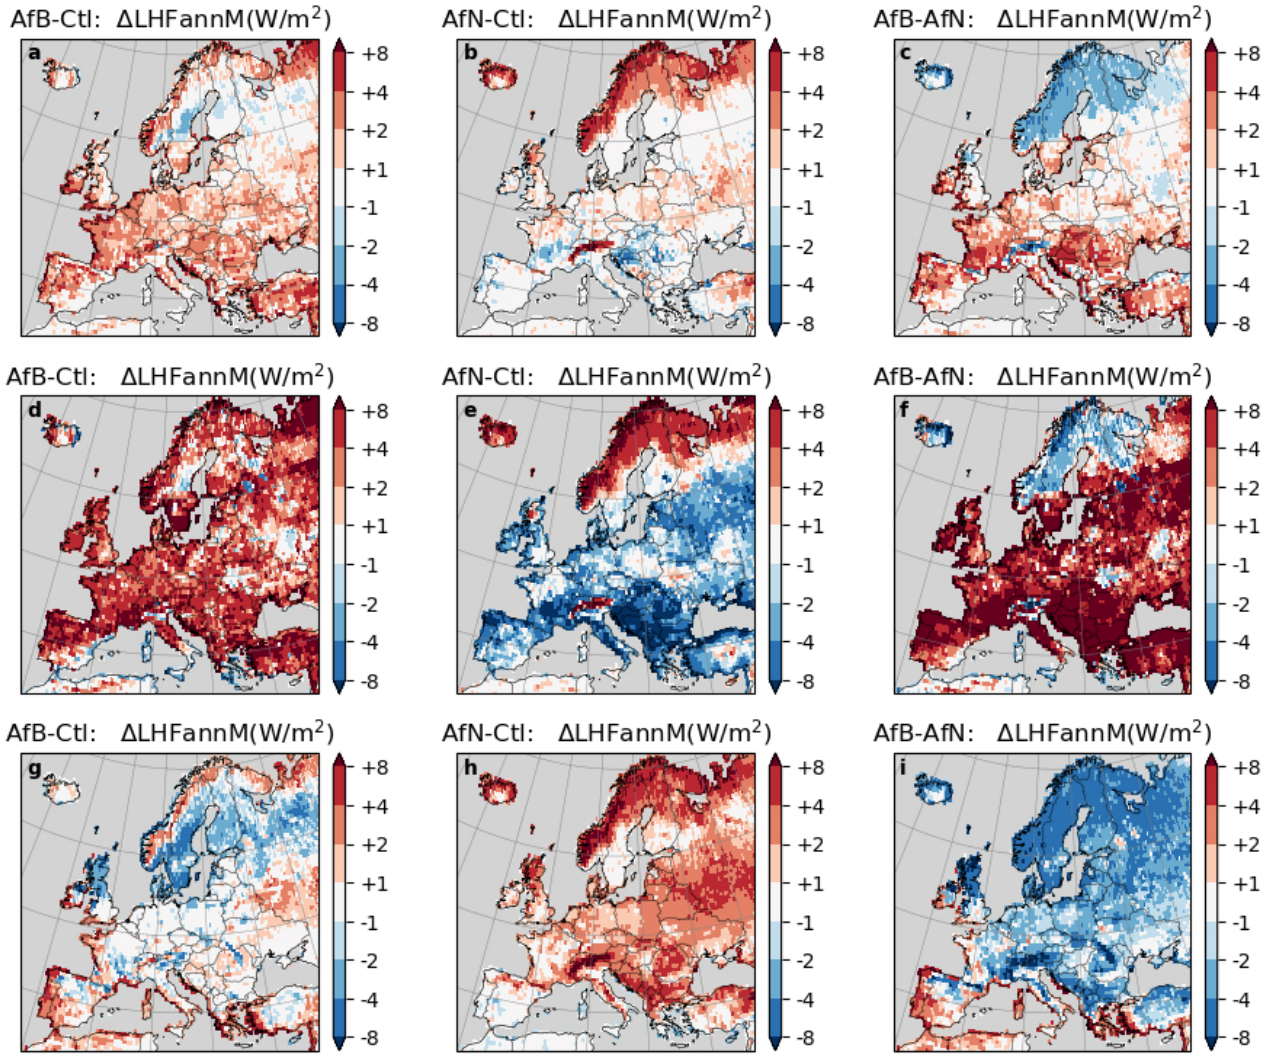 AfB-Ctl: ΔLHFannM(W/m²) AfN-Ctl: ΔLHFannM(W/m²) AfB-AfN: ΔLHFannM(W/m²)
a b c
+8 +8 +8
+4 +4 +4
+2 +2 +2
+1 +1 +1
-1 -1 -1
-2 -2 -2
-4 -4 -4
-8 -8 -8
AfB-Ctl: ΔLHFannM(W/m²) AfN-Ctl: ΔLHFannM(W/m²) AfB-AfN: ΔLHFannM(W/m²)
d e f
+8 +8 +8
+4 +4 +4
+2 +2 +2
+1 +1 +1
-1 -1 -1
-2 -2 -2
-4 -4 -4
-8 -8 -8
AfB-Ctl: ΔLHFannM(W/m²) AfN-Ctl: ΔLHFannM(W/m²) AfB-AfN: ΔLHFannM(W/m²)
g h i
+8 +8 +8
+4 +4 +4
+2 +2 +2
+1 +1 +1
-1 -1 -1
-2 -2 -2
-4 -4 -4
-8 -8 -8